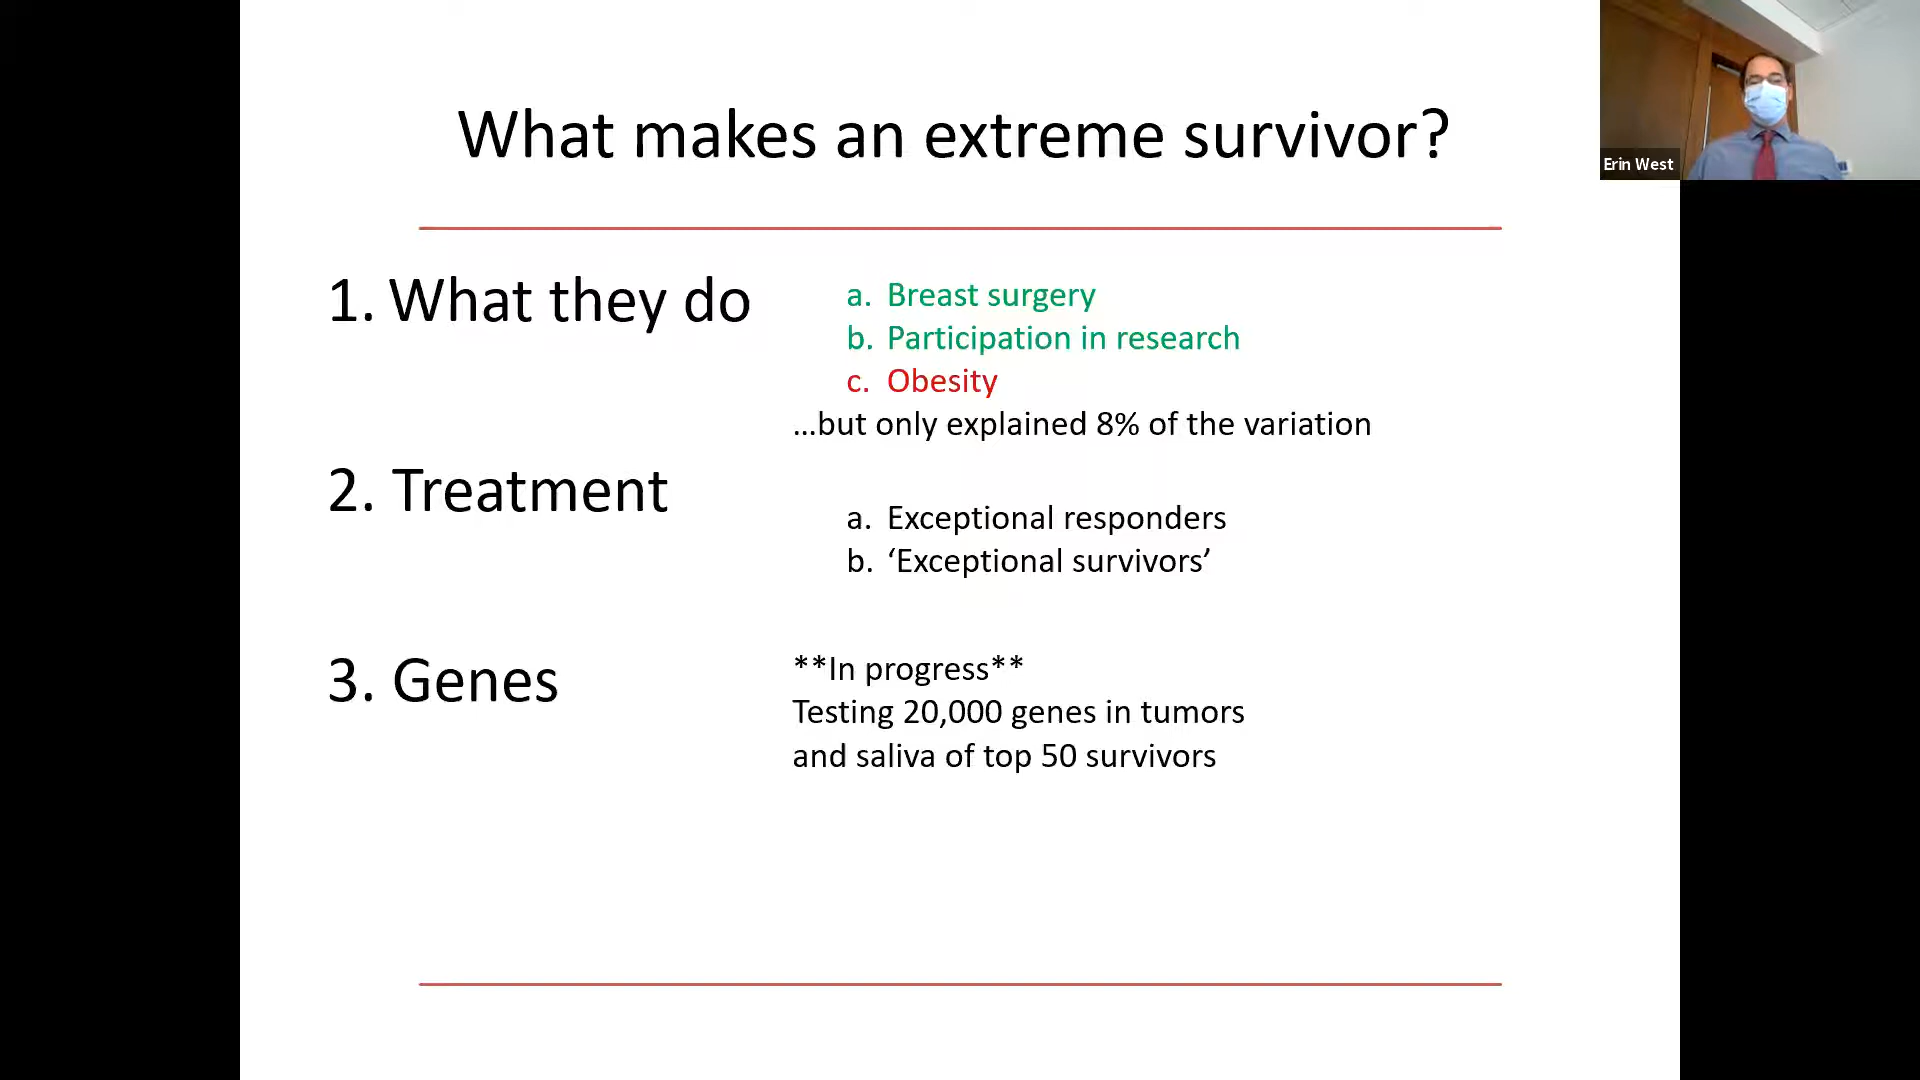 What makes an extreme survivor?
Erin West
1. What they do
a. Breast surgery
b. Participation in research
c. Obesity
…but only explained 8% of the variation
2. Treatment
a. Exceptional responders
b. ‘Exceptional survivors’
3. Genes
**In progress**
Testing 20,000 genes in tumors
and saliva of top 50 survivors